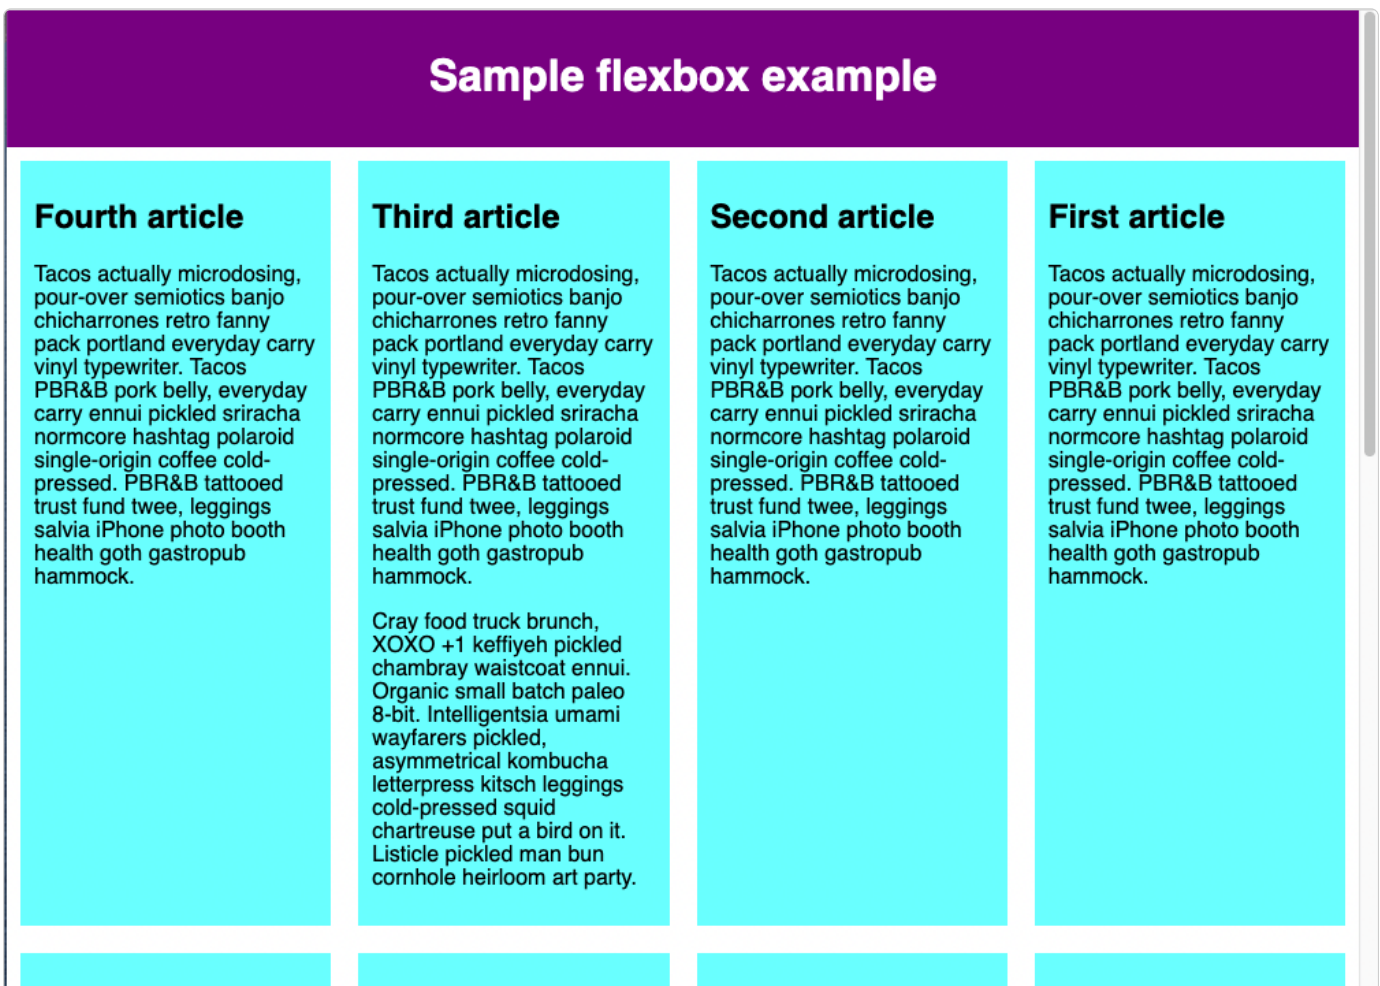 Sample flexbox example
Fourth article
Tacos actually microdosing,
pour-over semiotics banjo
chicharrones retro fanny
pack portland everyday carry
vinyl typewriter. Tacos
PBR&B pork belly, everyday
carry ennui pickled sriracha
normcore hashtag polaroid
single-origin coffee cold-
pressed. PBR&B tattooed
trust fund twee, leggings
salvia iPhone photo booth
health goth gastropub
hammock.
Third article
Tacos actually microdosing,
pour-over semiotics banjo
chicharrones retro fanny
pack portland everyday carry
vinyl typewriter. Tacos
PBR&B pork belly, everyday
carry ennui pickled sriracha
normcore hashtag polaroid
single-origin coffee cold-
pressed. PBR&B tattooed
trust fund twee, leggings
salvia iPhone photo booth
health goth gastropub
hammock.
Cray food truck brunch,
XOXO +1 keffiyeh pickled
chambray waistcoat ennui.
Organic small batch paleo
8-bit. Intelligentsia umami
wayfarers pickled,
asymmetrical kombucha
letterpress kitsch leggings
cold-pressed squid
chartreuse put a bird on it.
Listicle pickled man bun
cornhole heirloom art party.
Second article
Tacos actually microdosing,
pour-over semiotics banjo
chicharrones retro fanny
pack portland everyday carry
vinyl typewriter. Tacos
PBR&B pork belly, everyday
carry ennui pickled sriracha
normcore hashtag polaroid
single-origin coffee cold-
pressed. PBR&B tattooed
trust fund twee, leggings
salvia iPhone photo booth
health goth gastropub
hammock.
First article
Tacos actually microdosing,
pour-over semiotics banjo
chicharrones retro fanny
pack portland everyday carry
vinyl typewriter. Tacos
PBR&B pork belly, everyday
carry ennui pickled sriracha
normcore hashtag polaroid
single-origin coffee cold-
pressed. PBR&B tattooed
trust fund twee, leggings
salvia iPhone photo booth
health goth gastropub
hammock.